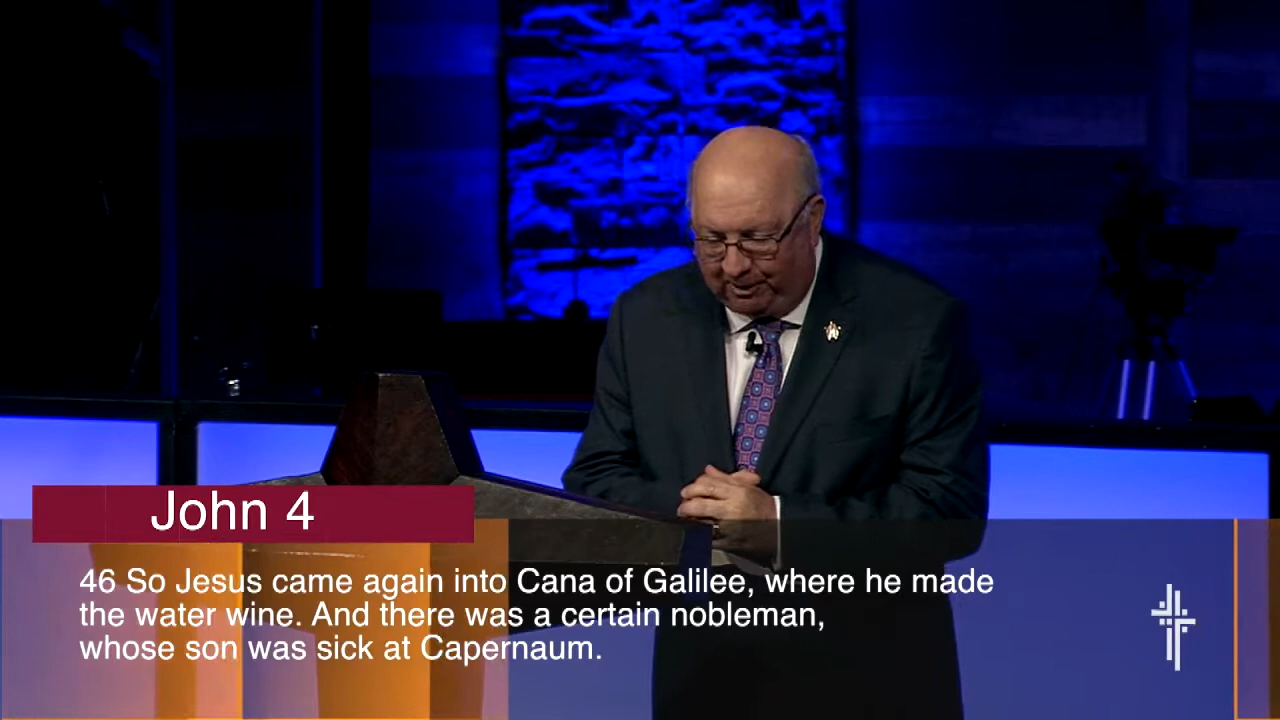 John 4
46 So Jesus came again into Cana of Galilee, where he made
the water wine. And there was a certain nobleman,
whose son was sick at Capernaum.